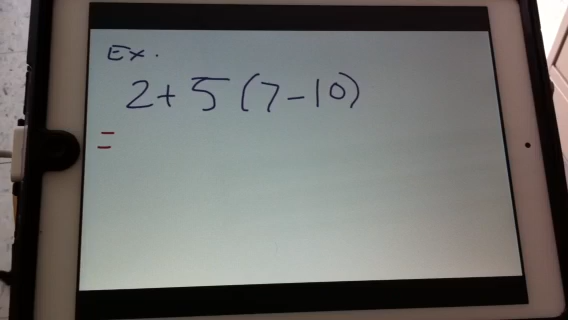 Ex.
2+5(7-10)
=